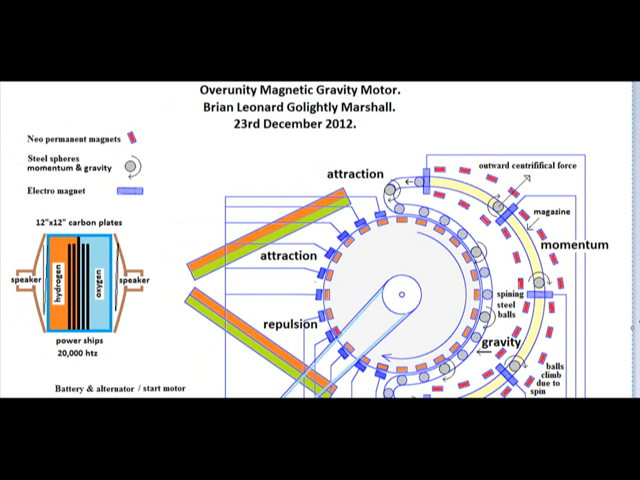 Overunity Magnetic Gravity Motor.
Brian Leonard Golightly Marshall.
23rd December 2012.
Neo permanent magnets
Steel spheres
momentum & gravity
Electro magnet
12"x12" carbon plates
speaker
hydrogen
oxygen
speaker
power ships
20,000 htz
Battery & alternator / start motor
attraction
attraction
repulsion
outward centrififical force
magazine
momentum
spining
steel
balls
gravity
balls
climb
due to
spin